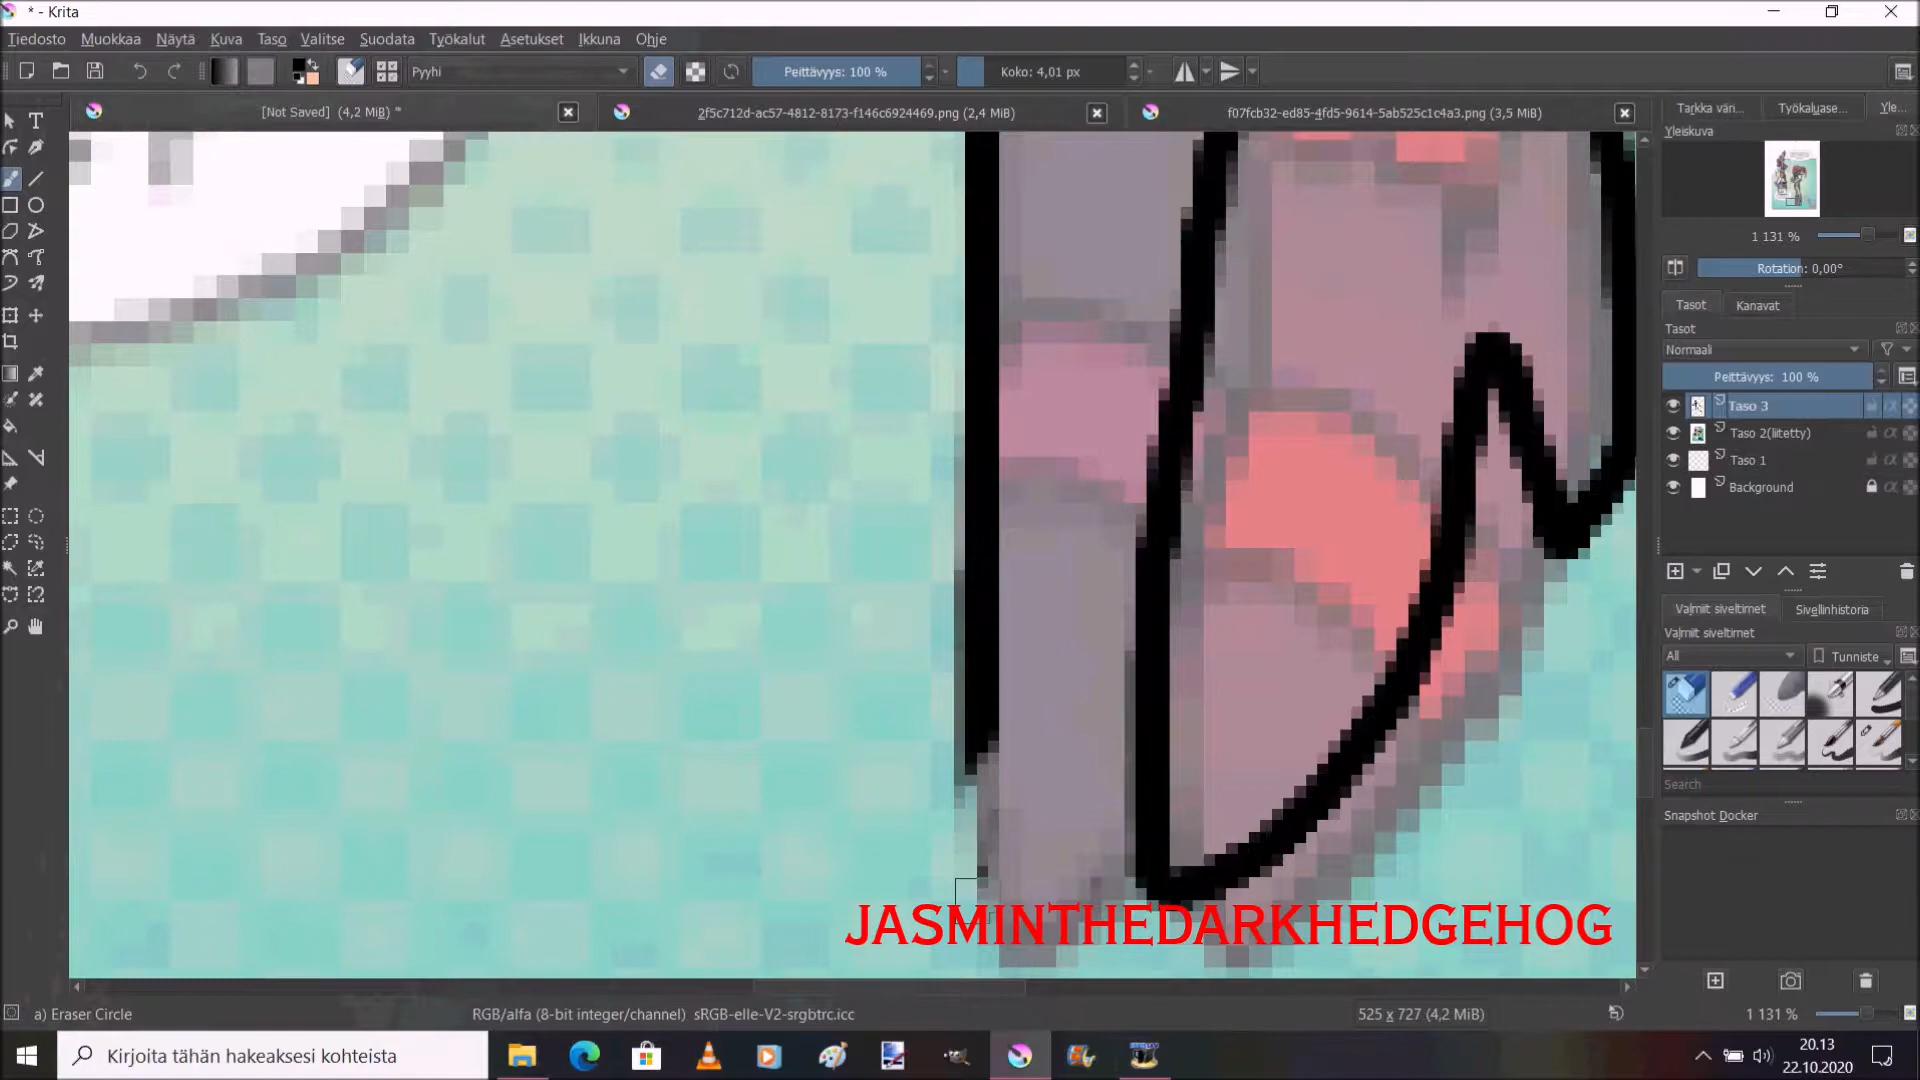 * - Krita
Tiedosto Muokkaa Näytä Kuva Taso Valitse Suodata Työkalut Asetukset Ikkuna Ohje
Pyyhi Peittävyys: 100 % Koko: 4,01 px
[Not Saved] (4,2 MiB) * 2f5c712d-ac57-4812-8173-f146c6924469.png (2,4 MiB) f07fcb32-ed85-4fd5-9614-5ab525c1c4a3.png (3,5 MiB)
Tarkka vän... Työkaluase... Yle...
Yleiskuva
1 131 %
Rotation: 0,00°
Tasot Kanavat
Tasot
Normaali
Peittävyys: 100 %
Taso 3
Taso 2(liitetty)
Taso 1
Background
Valmiit siveltimet Sivellinhistoria
Valmiit siveltimet
All Tunniste
Search
Snapshot Docker
JASMINTHEDARKHEDGEHOG
a) Eraser Circle RGB/alfa (8-bit integer/channel) sRGB-elle-V2-srgbtrc.icc 525 x 727 (4,2 MiB) 1 131 %
Kirjoita tähän hakeaksesi kohteista
20.13
22.10.2020